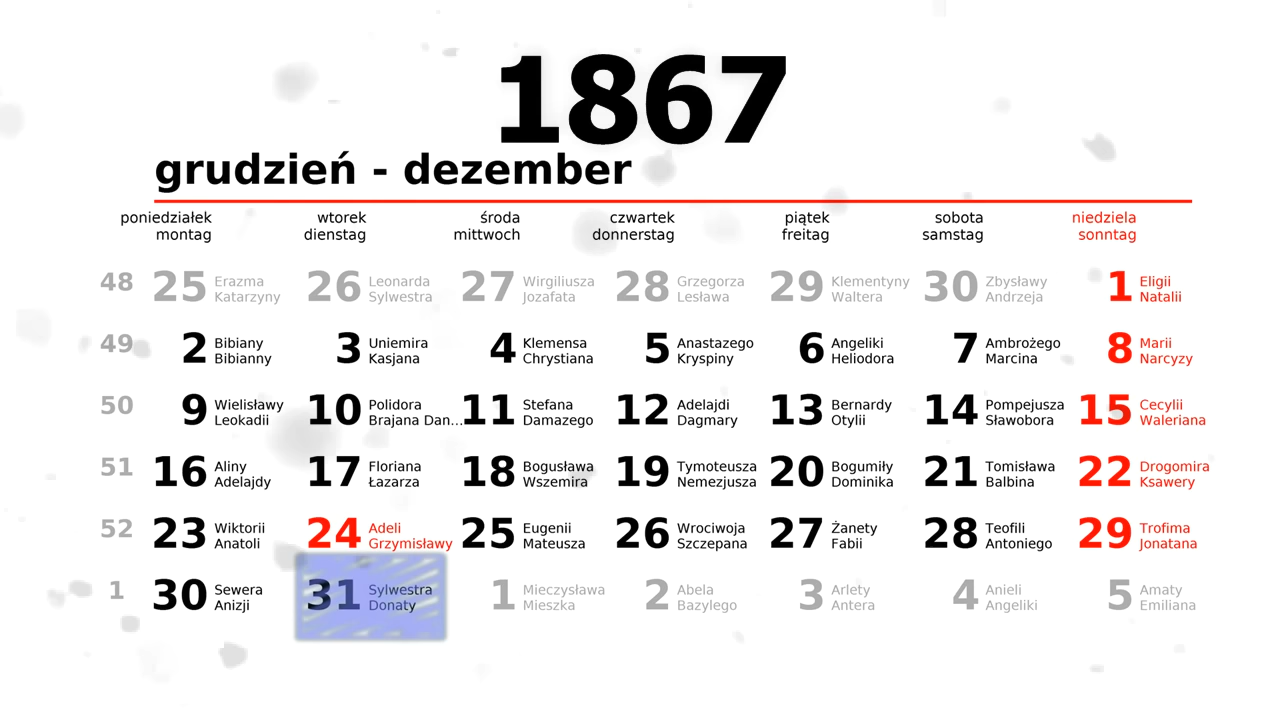 1867
grudzień - dezember
poniedziałek wtorek środa czwartek piątek sobota niedziela
montag dienstag mittwoch donnerstag freitag samstag sonntag
48 25 Erazma Katarzyny 26 Leonarda Sylwestra 27 Wirgiliusza Jozafata 28 Grzegorza Lesława 29 Klementyny Waltera 30 Zbysławy Andrzeja 1 Eligii Natalii
49 2 Bibiany Bibianny 3 Uniemira Kasjana 4 Klemensa Chrystiana 5 Anastazego Kryspiny 6 Angeliki Heliodora 7 Ambrożego Marcina 8 Marii Narcyzy
50 9 Wielisławy Leokadii 10 Polidora Brajana Dan... 11 Stefana Damazego 12 Adelajdi Dagmary 13 Bernardy Otylii 14 Pompejusza Sławobora 15 Cecylii Waleriana
51 16 Aliny Adelajdy 17 Floriana Łazarza 18 Bogusława Wszemira 19 Tymoteusza Nemezjusza 20 Bogumiły Dominika 21 Tomisława Balbina 22 Drogomira Ksawery
52 23 Wiktorii Anatoli 24 Adeli Grzymisławy 25 Eugenii Mateusza 26 Wrociwoja Szczepana 27 Żanety Fabii 28 Teofili Antoniego 29 Trofima Jonatana
1 30 Sewera Anizji 31 Sylwestra Donaty 1 Mieczysława Mieszka 2 Abela Bazylego 3 Arlety Antera 4 Anieli Angeliki 5 Amaty Emiliana